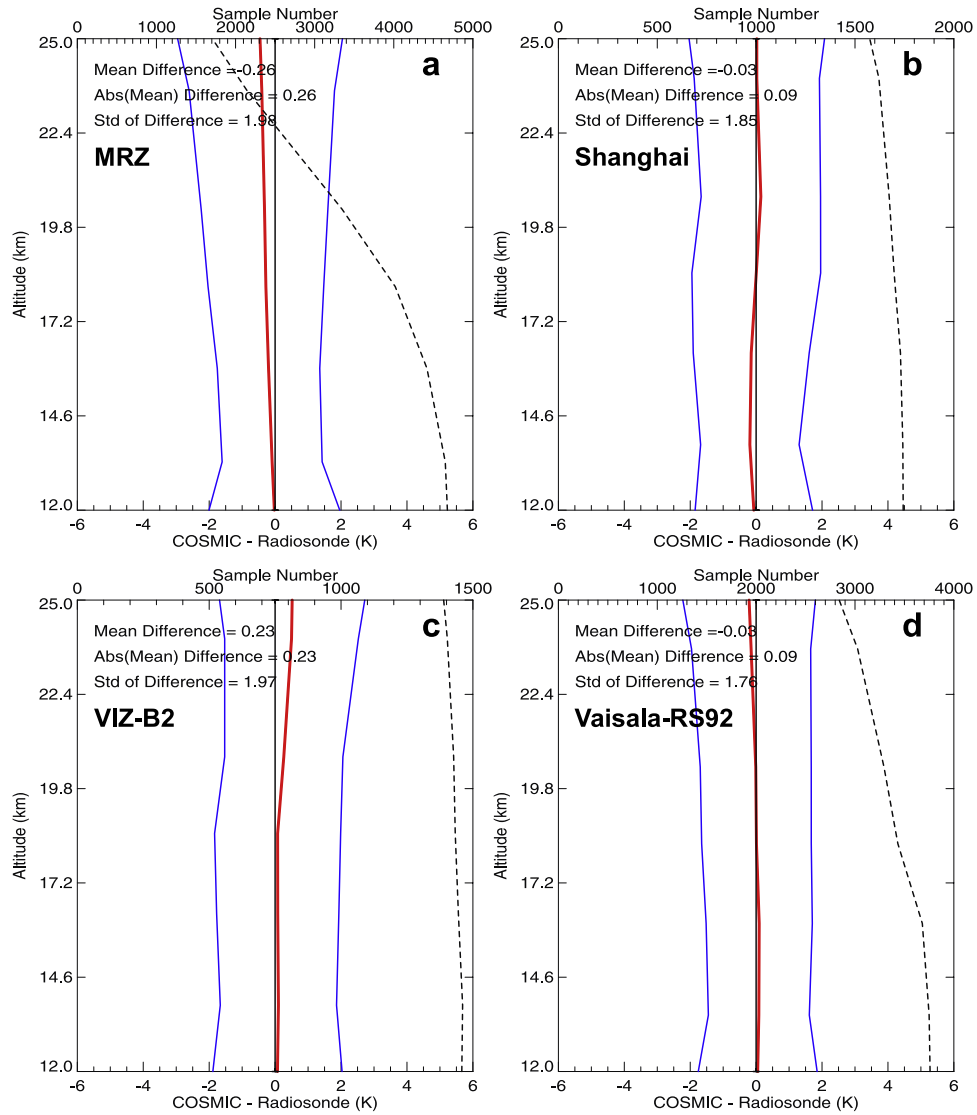 Sample Number
0 1000 2000 3000 4000 5000
25.0
22.4
19.8
17.2
14.6
12.0
Altitude (km)
Mean Difference =-0.26
Abs(Mean) Difference = 0.26
Std of Difference = 1.98
MRZ
a
-6 -4 -2 0 2 4 6
COSMIC - Radiosonde (K)
Sample Number
0 500 1000 1500 2000
25.0
22.4
19.8
17.2
14.6
12.0
Altitude (km)
Mean Difference =-0.03
Abs(Mean) Difference = 0.09
Std of Difference = 1.85
Shanghai
b
-6 -4 -2 0 2 4 6
COSMIC - Radiosonde (K)
Sample Number
0 500 1000 1500
25.0
22.4
19.8
17.2
14.6
12.0
Altitude (km)
Mean Difference = 0.23
Abs(Mean) Difference = 0.23
Std of Difference = 1.97
VIZ-B2
c
-6 -4 -2 0 2 4 6
COSMIC - Radiosonde (K)
Sample Number
0 1000 2000 3000 4000
25.0
22.4
19.8
17.2
14.6
12.0
Altitude (km)
Mean Difference =-0.03
Abs(Mean) Difference = 0.09
Std of Difference = 1.76
Vaisala-RS92
d
-6 -4 -2 0 2 4 6
COSMIC - Radiosonde (K)